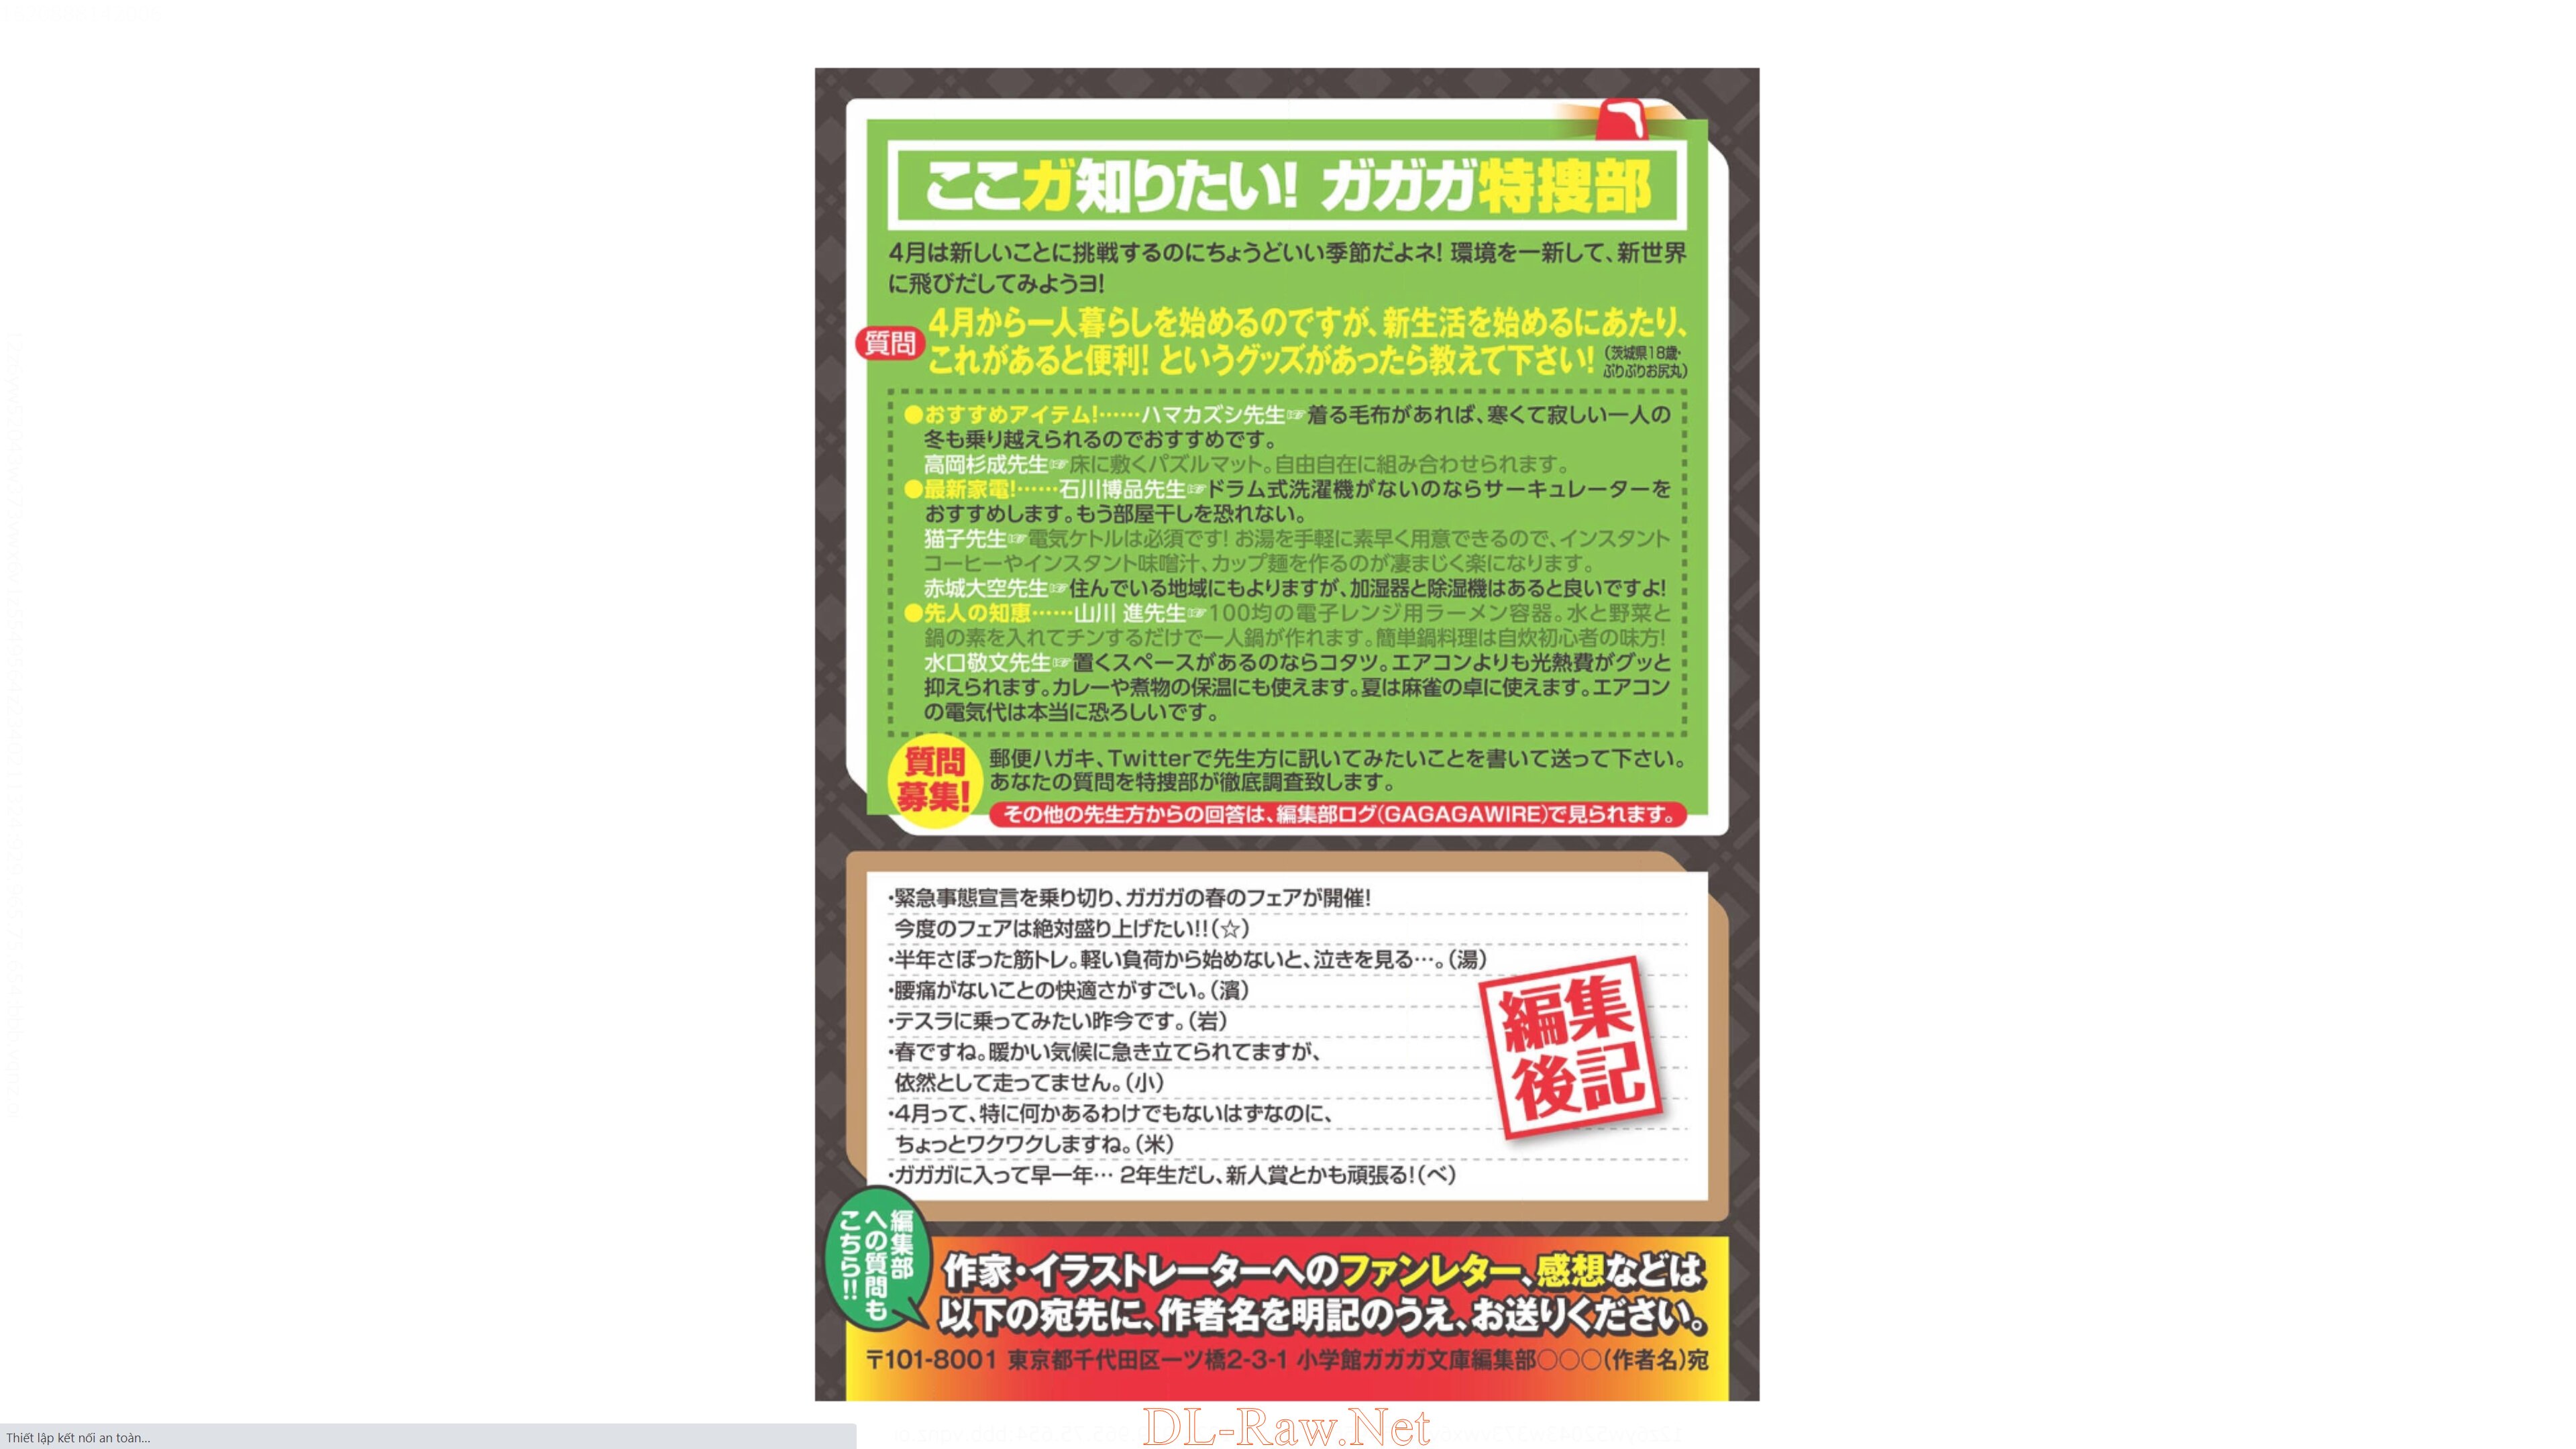 ここガ知りたい! ガガガ特捜部
4月は新しいことに挑戦するのにちょうどいい季節だよネ! 環境を一新して、新世界
に飛びだしてみようヨ!
質問
4月から一人暮らしを始めるのですが、新生活を始めるにあたり、
これがあると便利! というグッズがあったら教えて下さい!
(茨城県18歳・
ぷりぷりお尻丸)
●おすすめアイテム!……ハマカズシ先生☞着る毛布があれば、寒くて寂しい一人の
冬も乗り越えられるのでおすすめです。
高岡杉成先生☞床に敷くパズルマット。自由自在に組み合わせられます。
●最新家電!……石川博品先生☞ドラム式洗濯機がないのならサーキュレーターを
おすすめします。もう部屋干しを恐れない。
猫子先生☞電気ケトルは必須です! お湯を手軽に素早く用意できるので、インスタント
コーヒーやインスタント味噌汁、カップ麺を作るのが凄まじく楽になります。
赤城大空先生☞住んでいる地域にもよりますが、加湿器と除湿機はあると良いですよ!
●先人の知恵……山川 進先生☞100均の電子レンジ用ラーメン容器。水と野菜と
鍋の素を入れてチンするだけで一人鍋が作れます。簡単鍋料理は自炊初心者の味方!
水口敬文先生☞置くスペースがあるのならコタツ。エアコンよりも光熱費がグッと
抑えられます。カレーや煮物の保温にも使えます。夏は麻雀の卓に使えます。エアコン
の電気代は本当に恐ろしいです。
質問
募集!
郵便ハガキ、Twitterで先生方に訊いてみたいことを書いて送って下さい。
あなたの質問を特捜部が徹底調査致します。
その他の先生方からの回答は、編集部ログ(GAGAGAWIRE)で見られます。
・緊急事態宣言を乗り切り、ガガガの春のフェアが開催!
今度のフェアは絶対盛り上げたい!!(☆)
・半年さぼった筋トレ。軽い負荷から始めないと、泣きを見る…。(湯)
・腰痛がないことの快適さがすごい。(濱)
・テスラに乗ってみたい昨今です。(岩)
・春ですね。暖かい気候に急き立てられてますが、
依然として走ってません。(小)
・4月って、特に何かあるわけでもないはずなのに、
ちょっとワクワクしますね。(米)
・ガガガに入って早一年… 2年生だし、新人賞とかも頑張る!(べ)
編集
後記
編集部
への質問も
こちら!!
作家・イラストレーターへのファンレター、感想などは
以下の宛先に、作者名を明記のうえ、お送りください。
〒101-8001 東京都千代田区一ツ橋2-3-1 小学館ガガガ文庫編集部○○○(作者名)宛
DL-Raw.Net
Thiết lập kết nối an toàn...